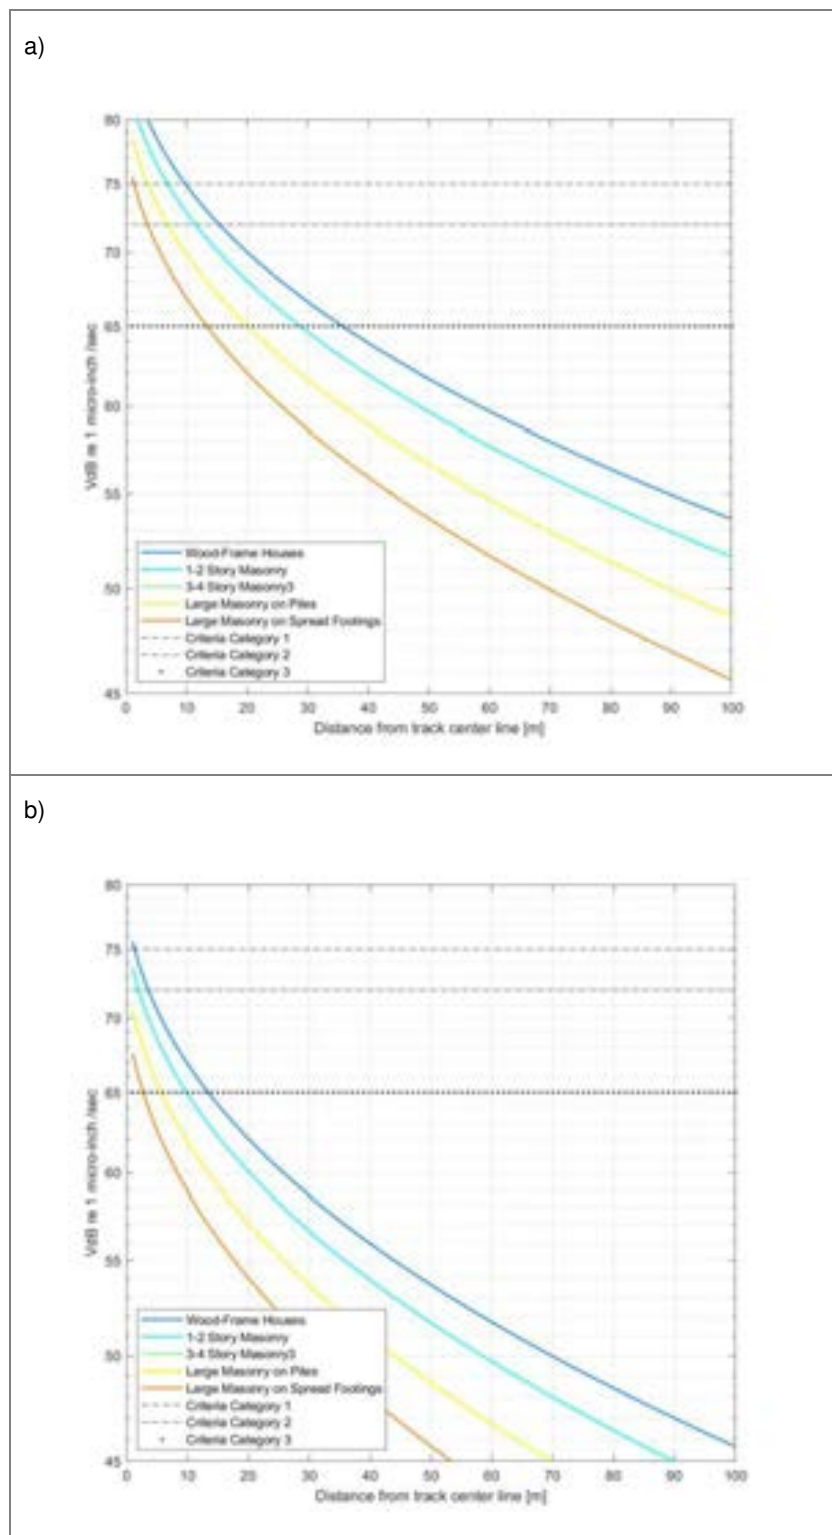 a)
80
75
70
65
60
55
50
45
VdB re 1 micro-inch /sec
Wood-Frame Houses
1-2 Story Masonry
3-4 Story Masonry3
Large Masonry on Piles
Large Masonry on Spread Footings
Criteria Category 1
Criteria Category 2
Criteria Category 3
0 10 20 30 40 50 60 70 80 90 100
Distance from track center line [m]
b)
80
75
70
65
60
55
50
45
VdB re 1 micro-inch /sec
Wood-Frame Houses
1-2 Story Masonry
3-4 Story Masonry3
Large Masonry on Piles
Large Masonry on Spread Footings
Criteria Category 1
Criteria Category 2
Criteria Category 3
0 10 20 30 40 50 60 70 80 90 100
Distance from track center line [m]